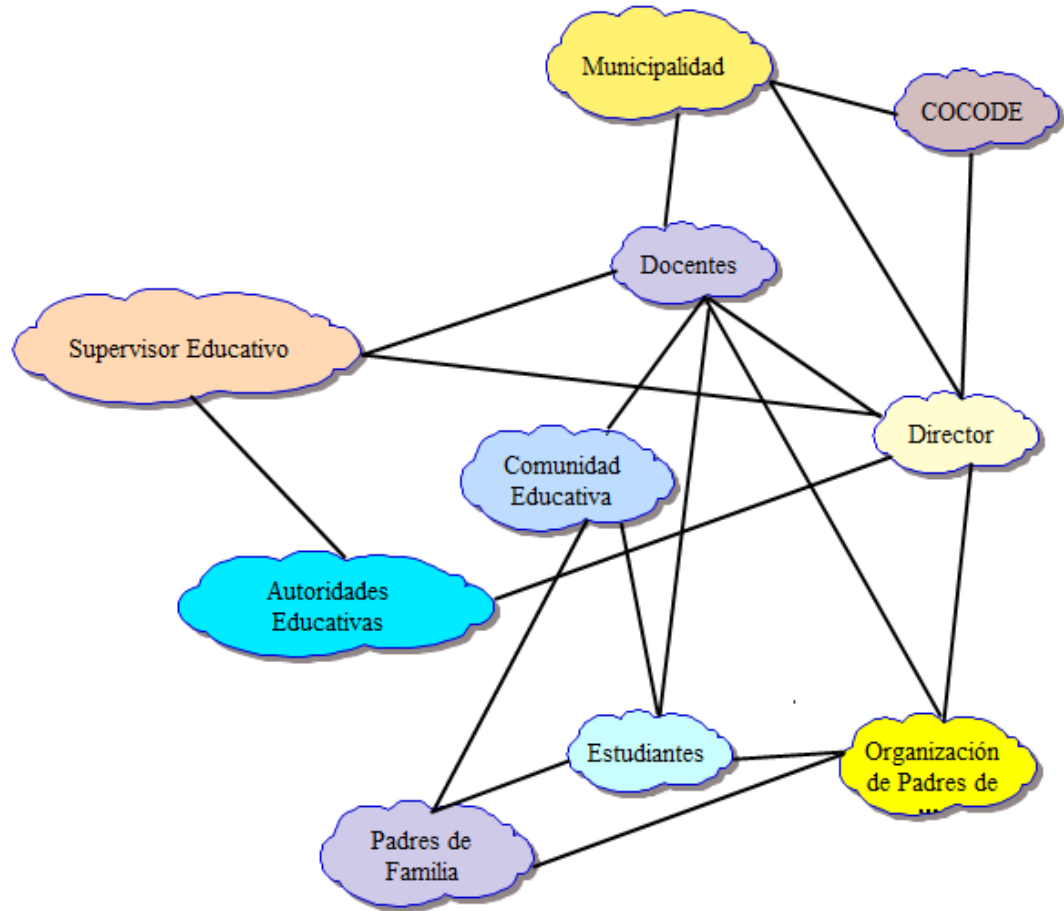 Municipalidad
COCODE
Docentes
Supervisor Educativo
Director
Comunidad
Educativa
Autoridades
Educativas
Estudiantes
Organización
de Padres de
...
Padres de
Familia